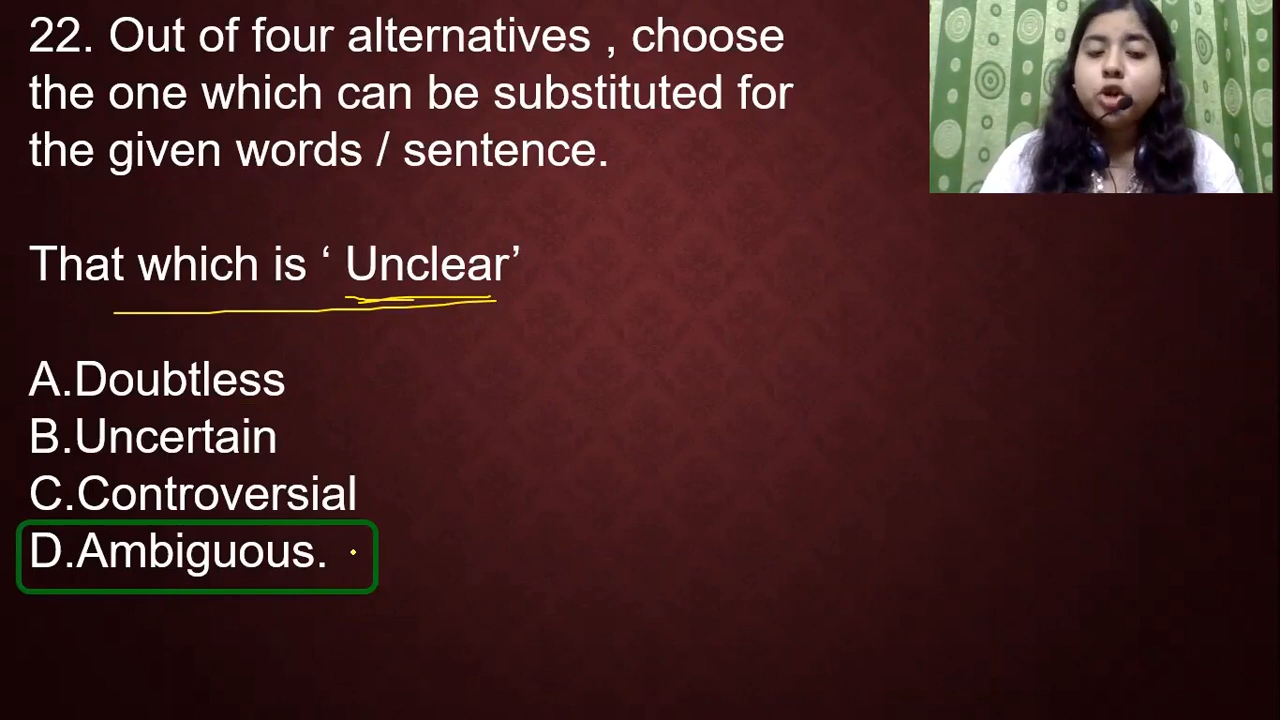 22. Out of four alternatives , choose
the one which can be substituted for
the given words / sentence.
That which is ‘ Unclear’
A.Doubtless
B.Uncertain
C.Controversial
D.Ambiguous.